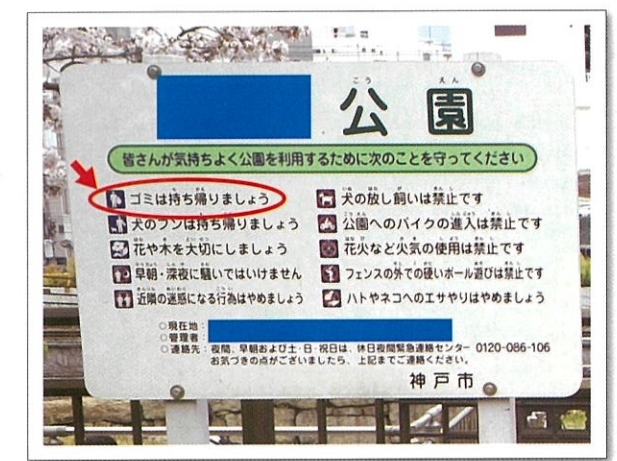 公園
皆さんが気持ちよく公園を利用するために次のことを守ってください
ゴミは持ち帰りましょう
犬のフンは持ち帰りましょう
花や木を大切にしましょう
早朝・深夜に騒いではいけません
近隣の迷惑になる行為はやめましょう
犬の放し飼いは禁止です
公園へのバイクの進入は禁止です
花火など火気の使用は禁止です
フェンスの外での硬いボール遊びは禁止です
ハトやネコへのエサやりはやめましょう
○現在地:
○管理者:
○連絡先:夜間、早朝および土・日・祝日は、休日夜間緊急連絡センター 0120-086-106
お気づきの点がございましたら、上記までご連絡ください。
神戸市